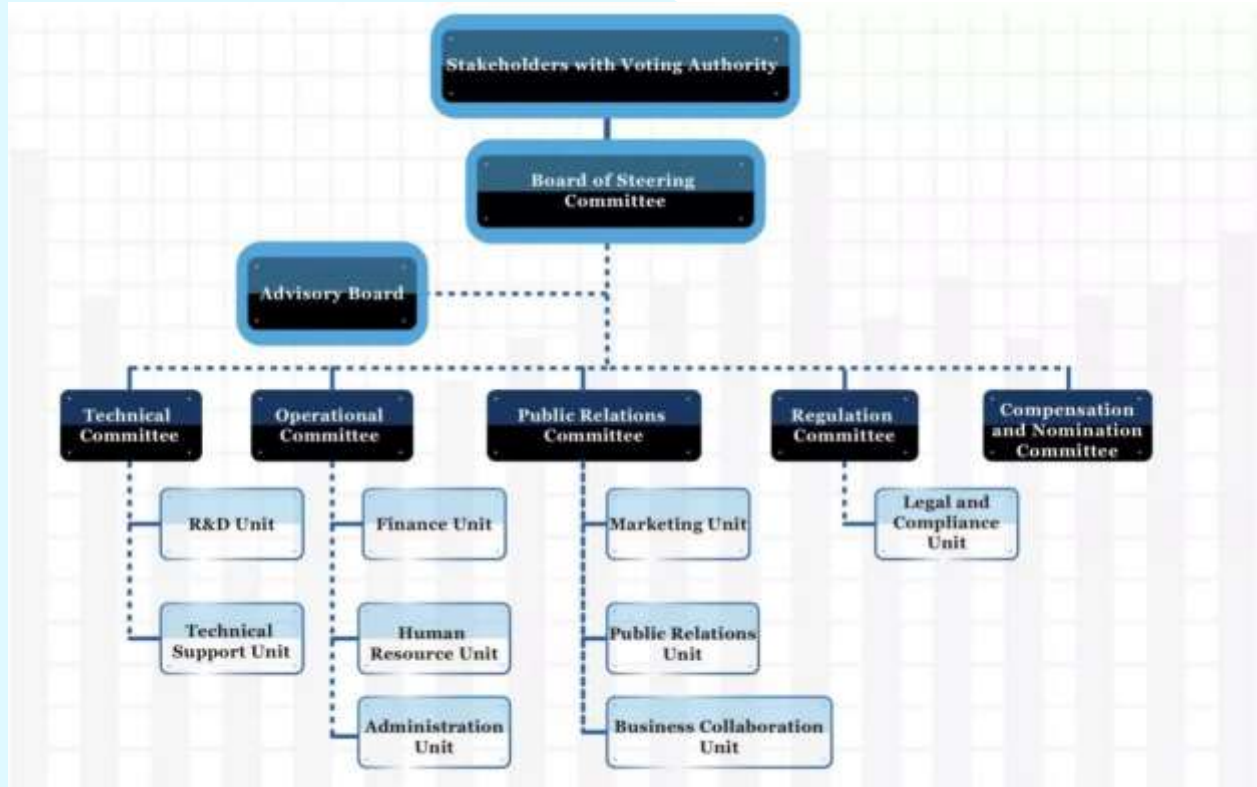 Stakeholders with Voting Authority
Board of Steering
Committee
Advisory Board
Technical
Committee
Operational
Committee
Public Relations
Committee
Regulation
Committee
Compensation
and Nomination
Committee
R&D Unit
Finance Unit
Marketing Unit
Legal and
Compliance
Unit
Technical
Support Unit
Human
Resource Unit
Public Relations
Unit
Administration
Unit
Business Collaboration
Unit